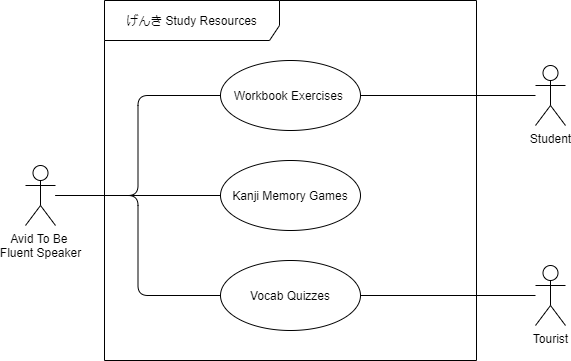 げんき Study Resources
Workbook Exercises
Student
Kanji Memory Games
Avid To Be
Fluent Speaker
Vocab Quizzes
Tourist